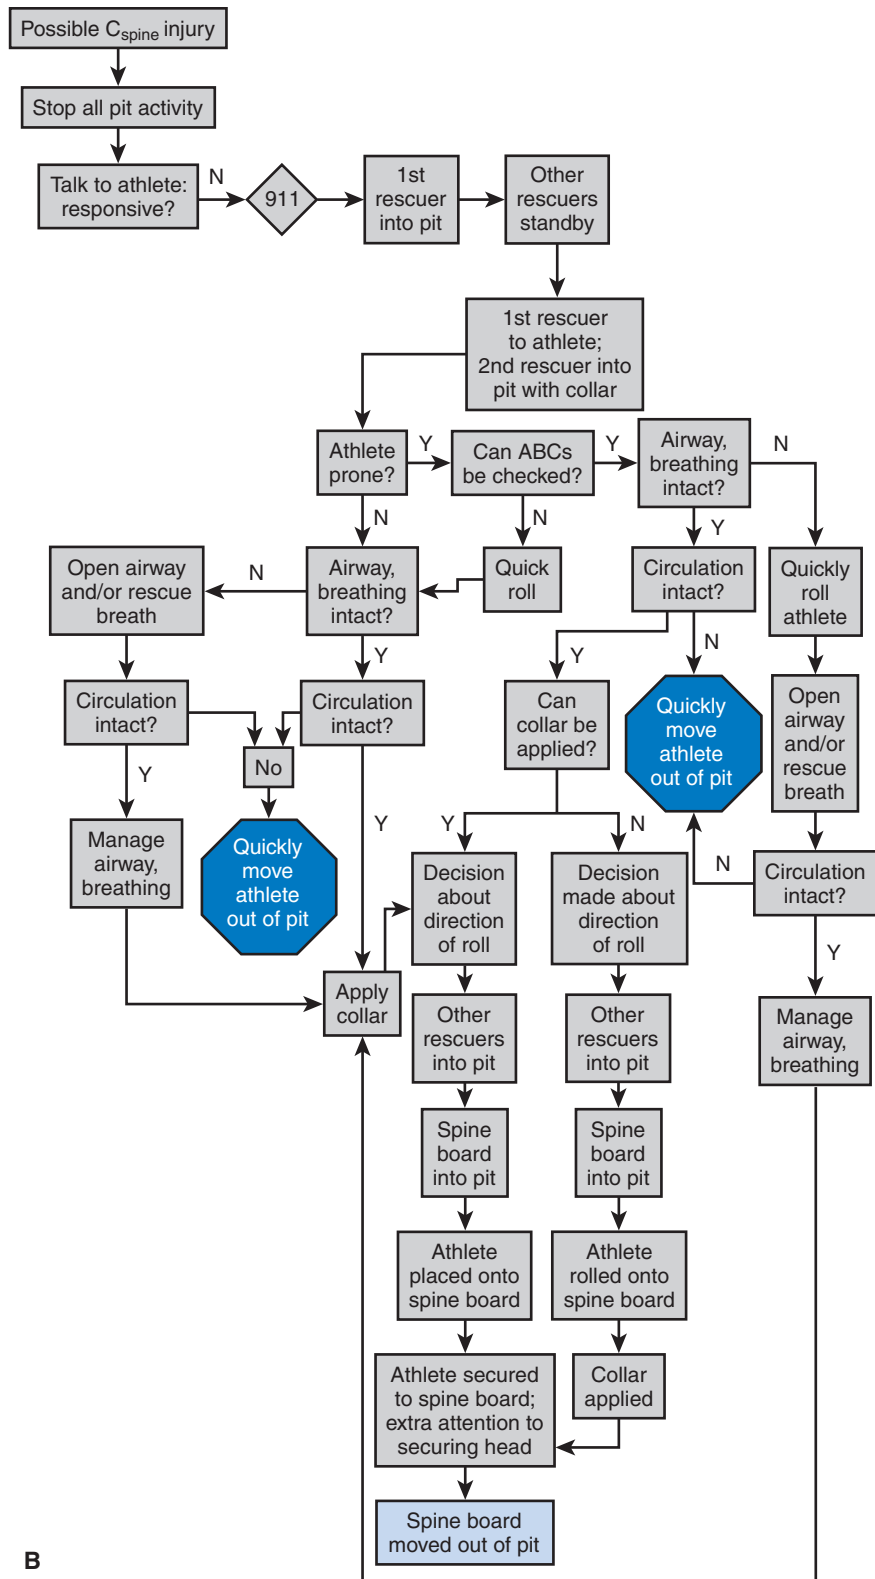 Possible Cspine injury
Stop all pit activity
Talk to athlete:
responsive?
N
911
1st
rescuer
into pit
Other
rescuers
standby
1st rescuer
to athlete;
2nd rescuer into
pit with collar
Athlete
prone?
Y
Can ABCs
be checked?
Y
Airway,
breathing
intact?
N
N
N
Y
Open airway
and/or rescue
breath
N
Airway,
breathing
intact?
Quick
roll
Circulation
intact?
Quickly
roll
athlete
Y
Y
N
Circulation
intact?
Circulation
intact?
Can
collar be
applied?
Quickly
move
athlete
out of pit
Open
airway
and/or
rescue
breath
No
Y
Y
Y
N
Manage
airway,
breathing
Quickly
move
athlete
out of pit
Decision
about
direction
of roll
Decision
made about
direction
of roll
N
Circulation
intact?
Y
Apply
collar
Other
rescuers
into pit
Other
rescuers
into pit
Manage
airway,
breathing
Spine
board
into pit
Spine
board
into pit
Athlete
placed onto
spine board
Athlete
rolled onto
spine board
Athlete secured
to spine board;
extra attention to
securing head
Collar
applied
Spine board
moved out of pit
B